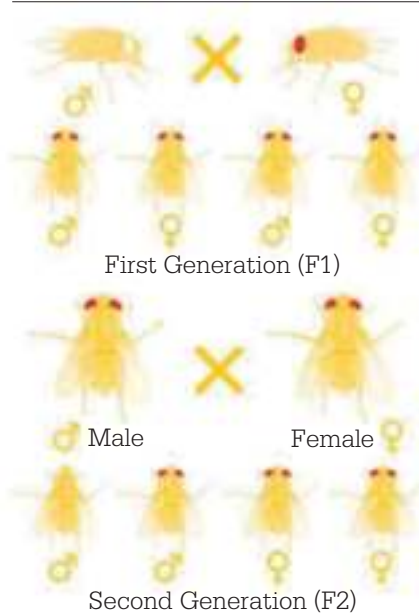 First Generation (F1)
Male Female
Second Generation (F2)